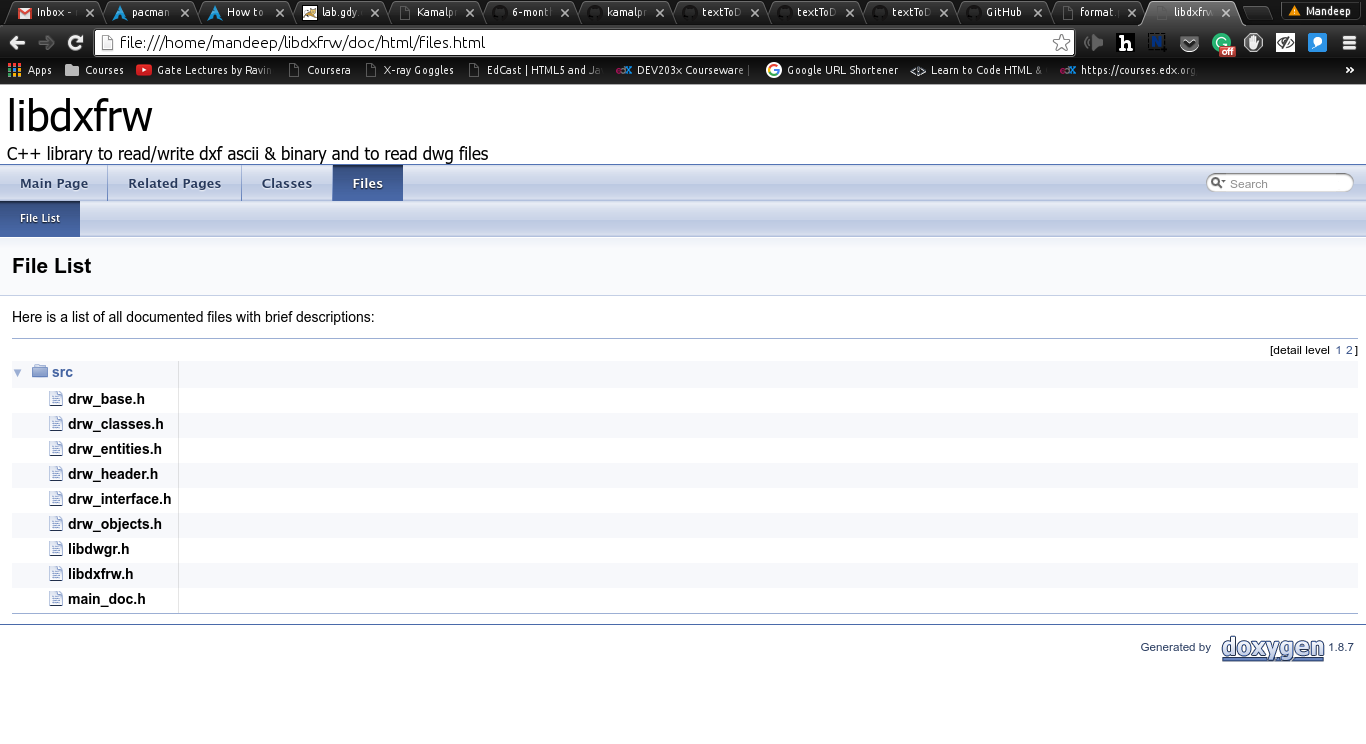 Inbox - pacman How to lab.gdy. Kamalpr 6-mont kamalpr textToD textToD textToD GitHub format. libdxfrw Mandeep
file:///home/mandeep/libdxfrw/doc/html/files.html
Apps Courses Gate Lectures by Ravin Coursera X-ray Goggles EdCast | HTML5 and Ja DEV203x Courseware | Google URL Shortener Learn to Code HTML & https://courses.edx.org »
off
libdxfrw
C++ library to read/write dxf ascii & binary and to read dwg files
Main Page Related Pages Classes Files Search
File List
File List
Here is a list of all documented files with brief descriptions:
[detail level 1 2 ]
src
drw_base.h
drw_classes.h
drw_entities.h
drw_header.h
drw_interface.h
drw_objects.h
libdwgr.h
libdxfrw.h
main_doc.h
Generated by doxygen 1.8.7